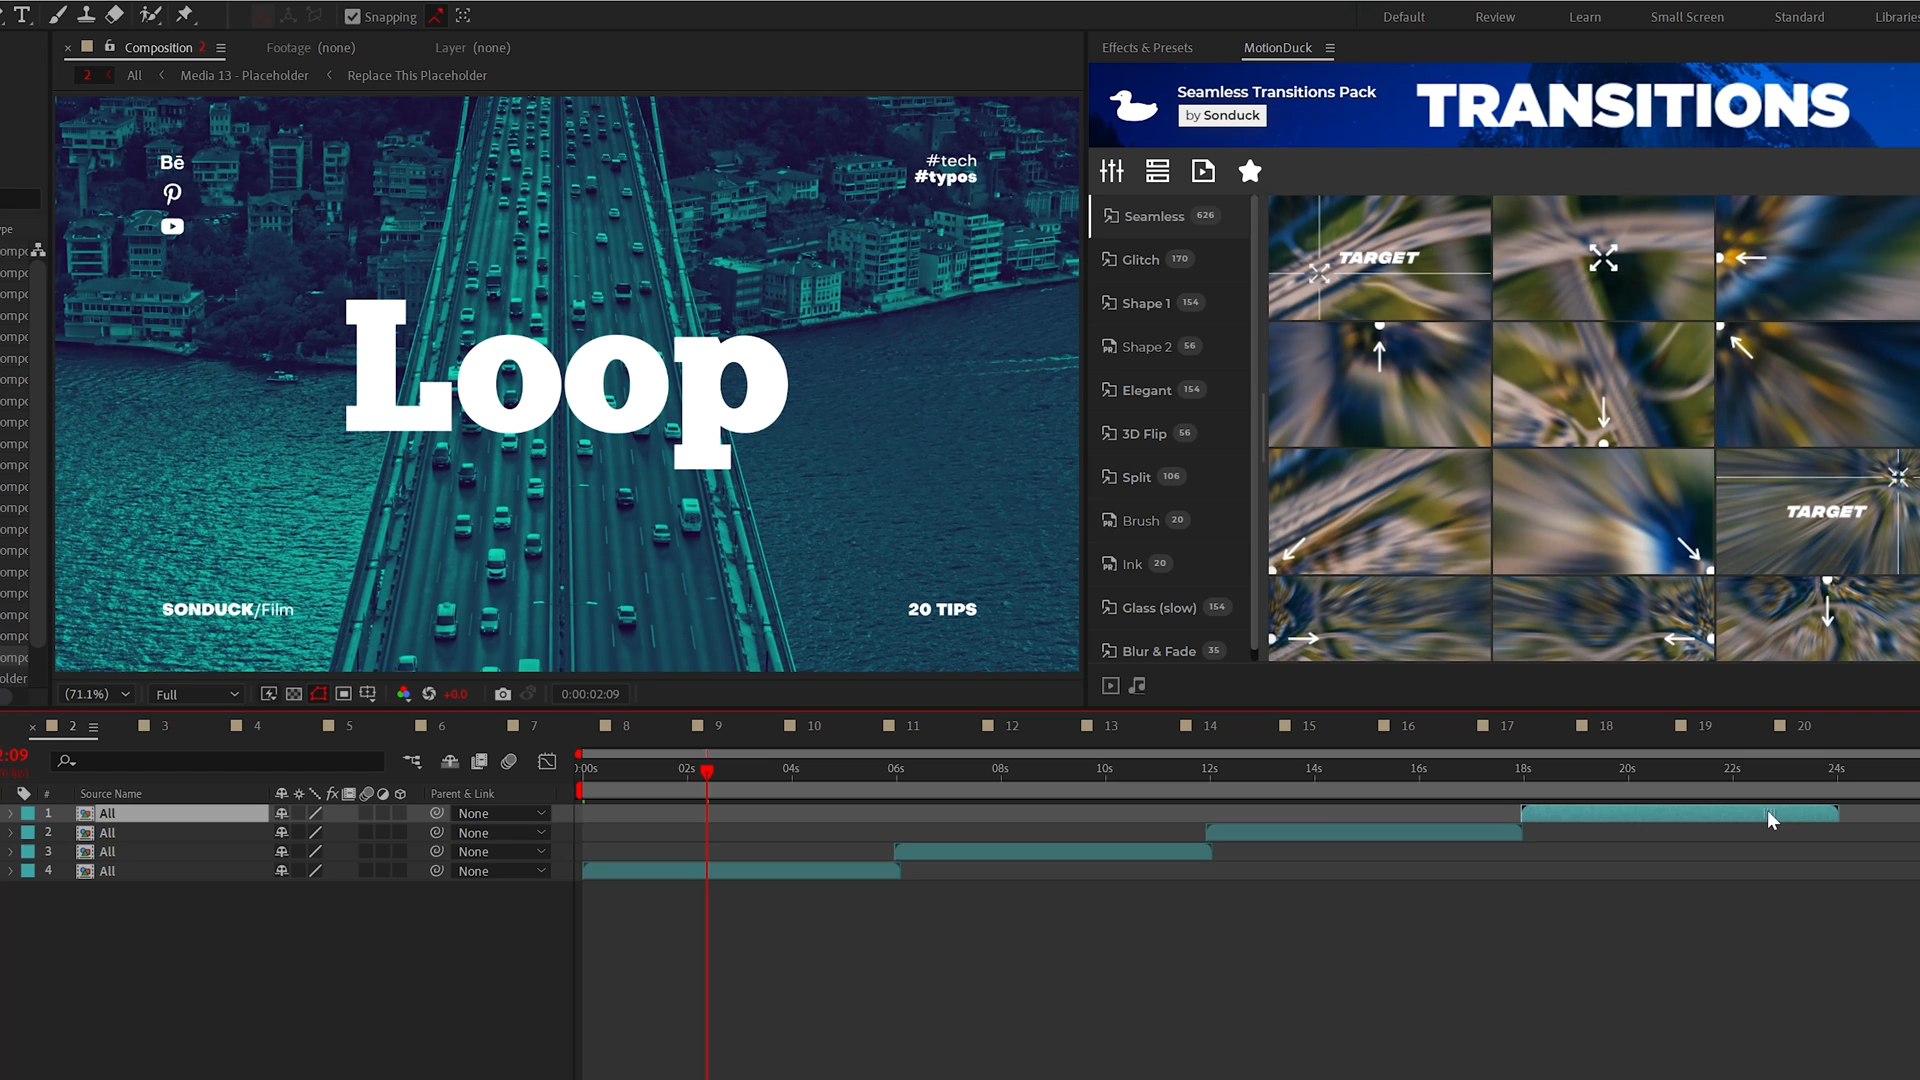 Snapping
Default
Review
Learn
Small Screen
Standard
Libraries
Composition 2
Footage (none)
Layer (none)
2
All
Media 13 - Placeholder
Replace This Placeholder
Effects & Presets
MotionDuck
Seamless Transitions Pack
by Sonduck
TRANSITIONS
Bē
#tech
#typos
Loop
SONDUCK/Film
20 TIPS
Seamless 626
Glitch 170
Shape 1 154
Shape 2 56
Elegant 154
3D Flip 56
Split 106
Brush 20
Ink 20
Glass (slow) 154
Blur & Fade 35
TARGET
TARGET
(71.1%)
Full
+0.0
0:00:02:09
2
3
4
5
6
7
8
9
10
11
12
13
14
15
16
17
18
19
20
2:09
:00s
02s
04s
06s
08s
10s
12s
14s
16s
18s
20s
22s
24s
#
Source Name
fx
Parent & Link
1 All None
2 All None
3 All None
4 All None